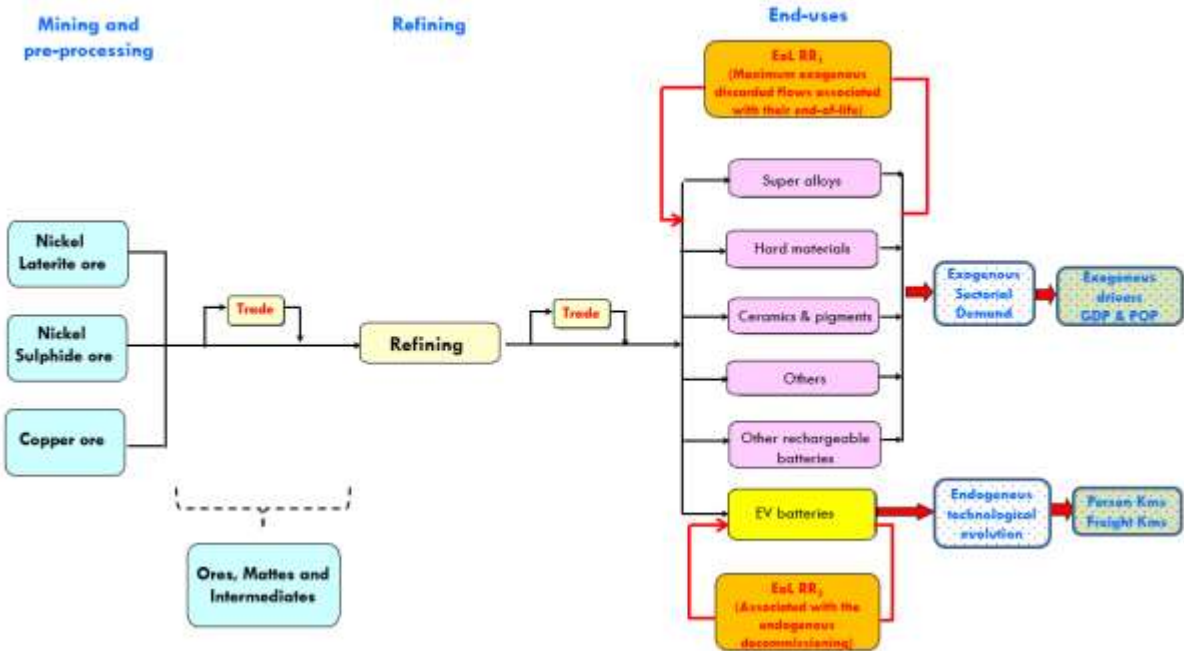 Mining and
pre-processing
Refining
End-uses
EoL RR1
(Maximum exogenous
discarded flows associated
with their end-of-life)
Super alloys
Nickel
Laterite ore
Hard materials
Exogenous
Sectorial
Demand
Exogenous
drivers
GDP & POP
Trade
Trade
Nickel
Sulphide ore
Refining
Ceramics & pigments
Others
Copper ore
Other rechargeable
batteries
EV batteries
Endogenous
technological
evolution
Person Kms
Freight Kms
Ores, Mattes and
Intermediates
EoL RR2
(Associated with the
endogenous
decommissioning)